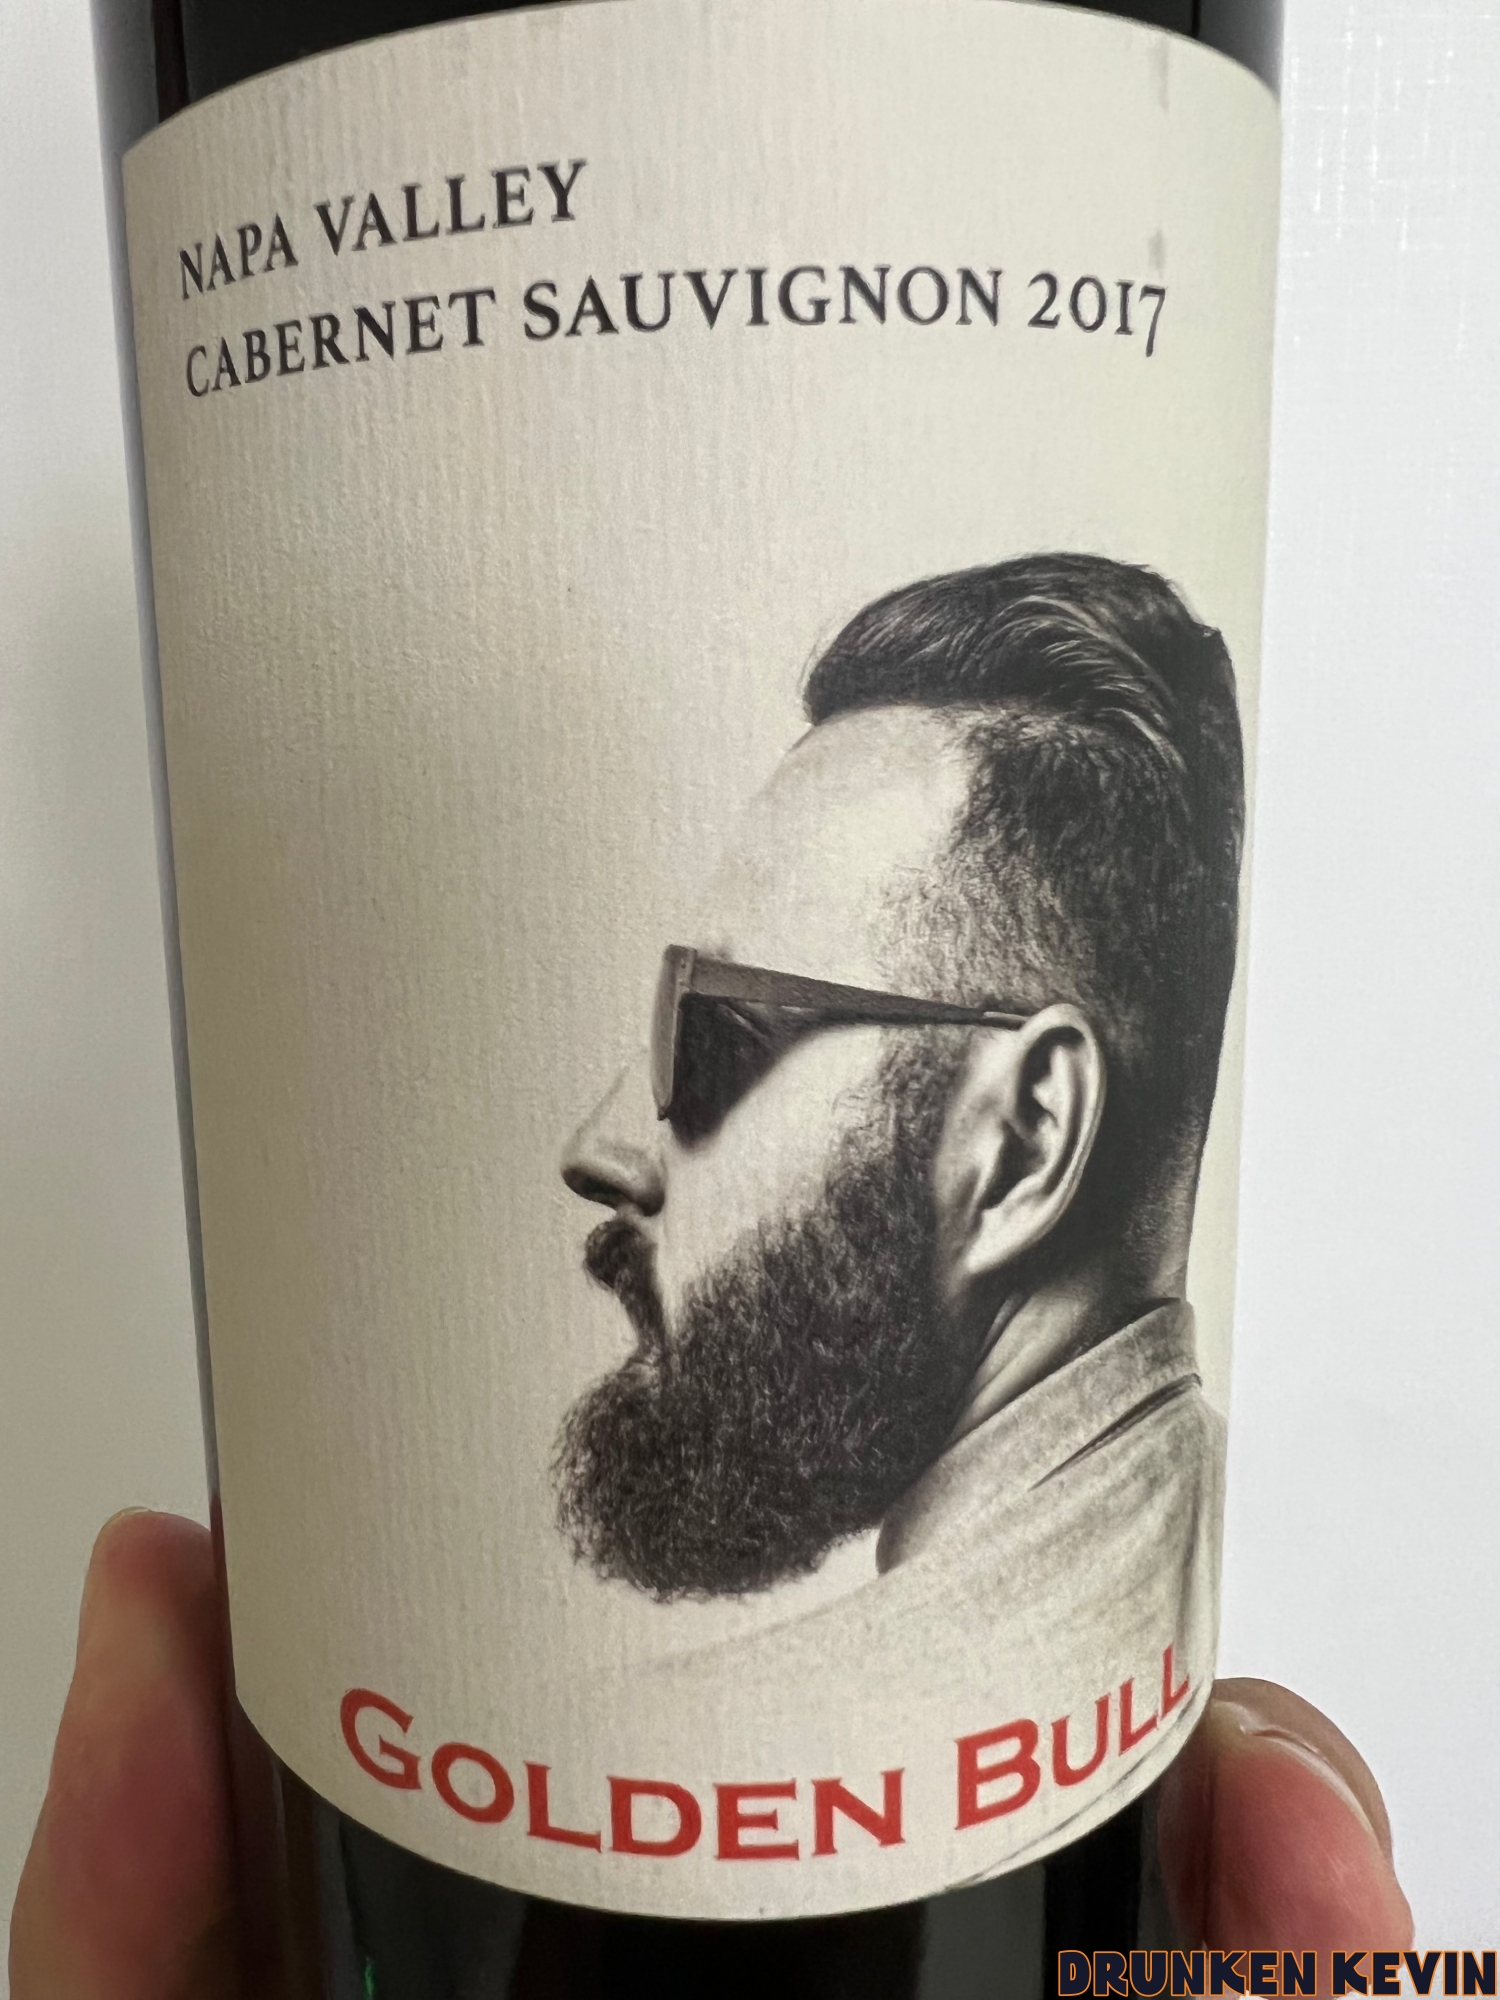 NAPA VALLEY
CABERNET SAUVIGNON 2017
GOLDEN BULL
DRUNKEN KEVIN